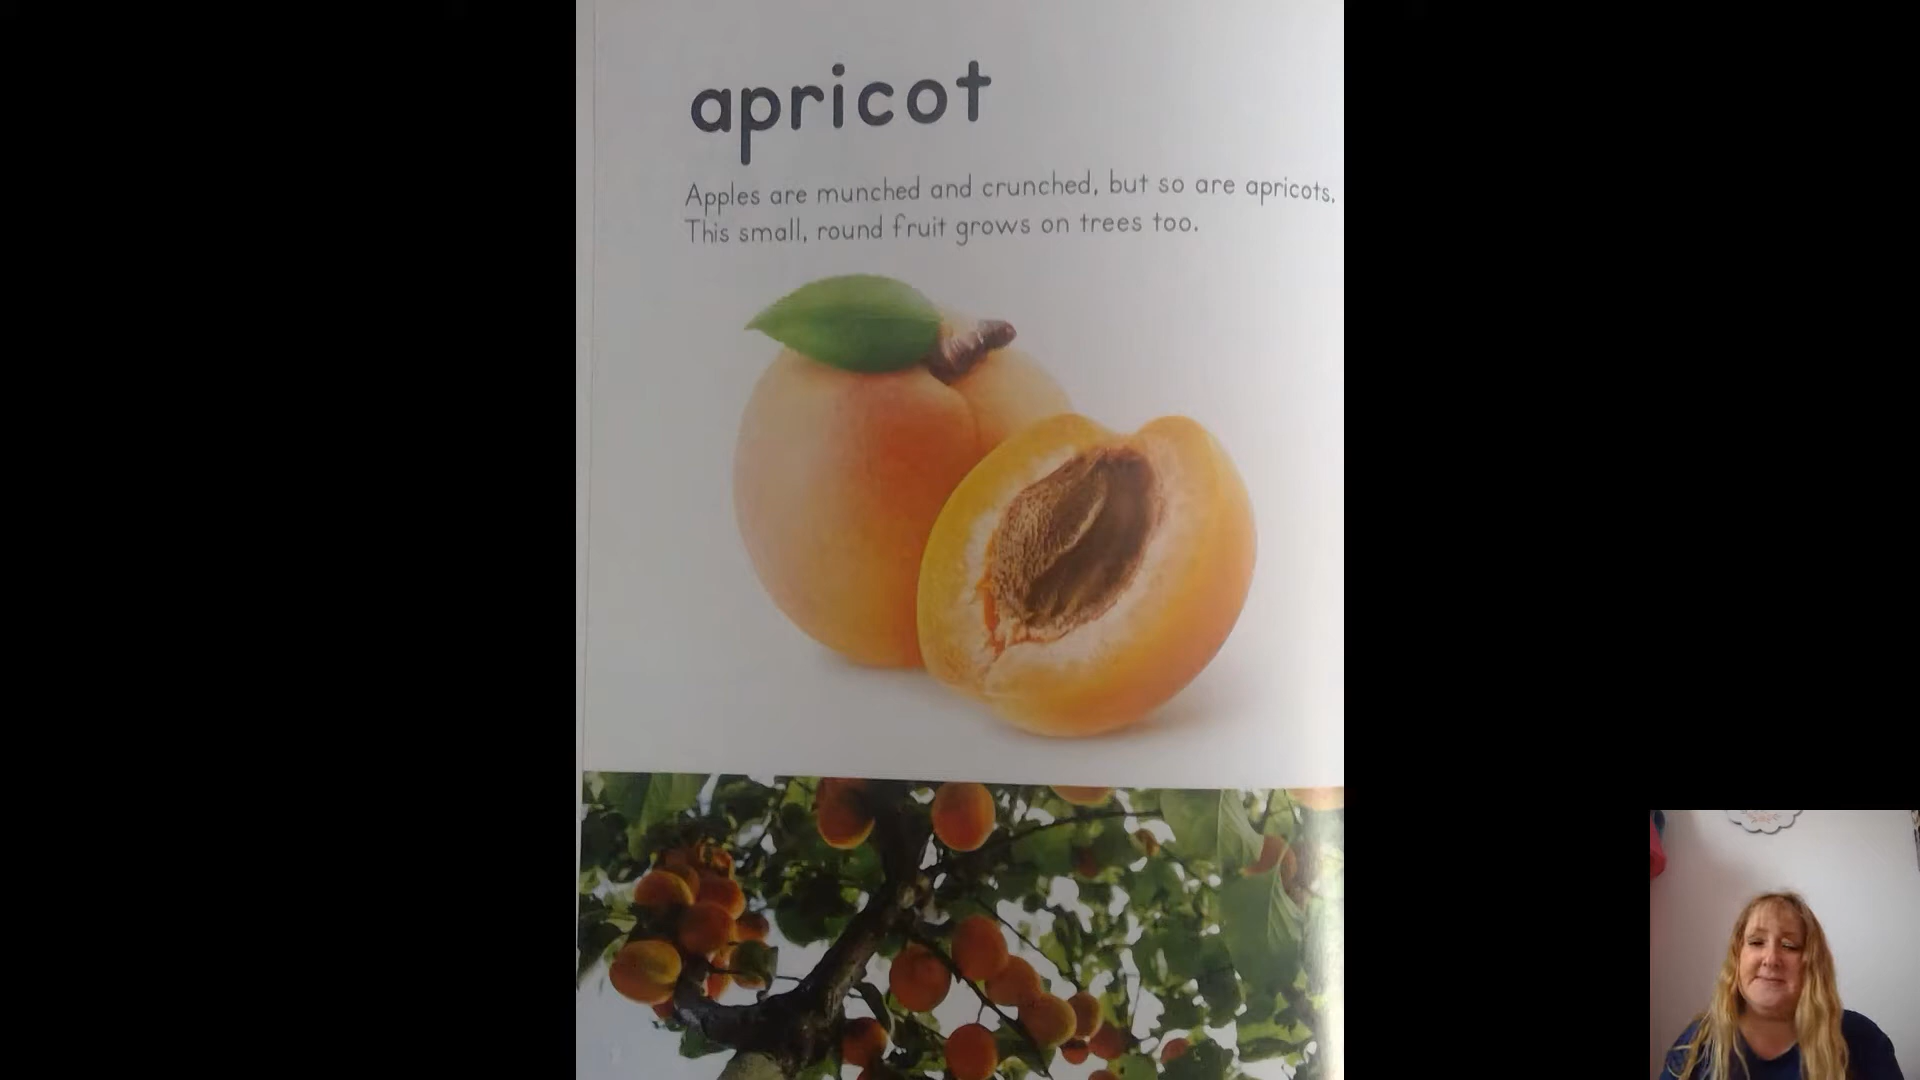 apricot
Apples are munched and crunched, but so are apricots.
This small, round fruit grows on trees too.